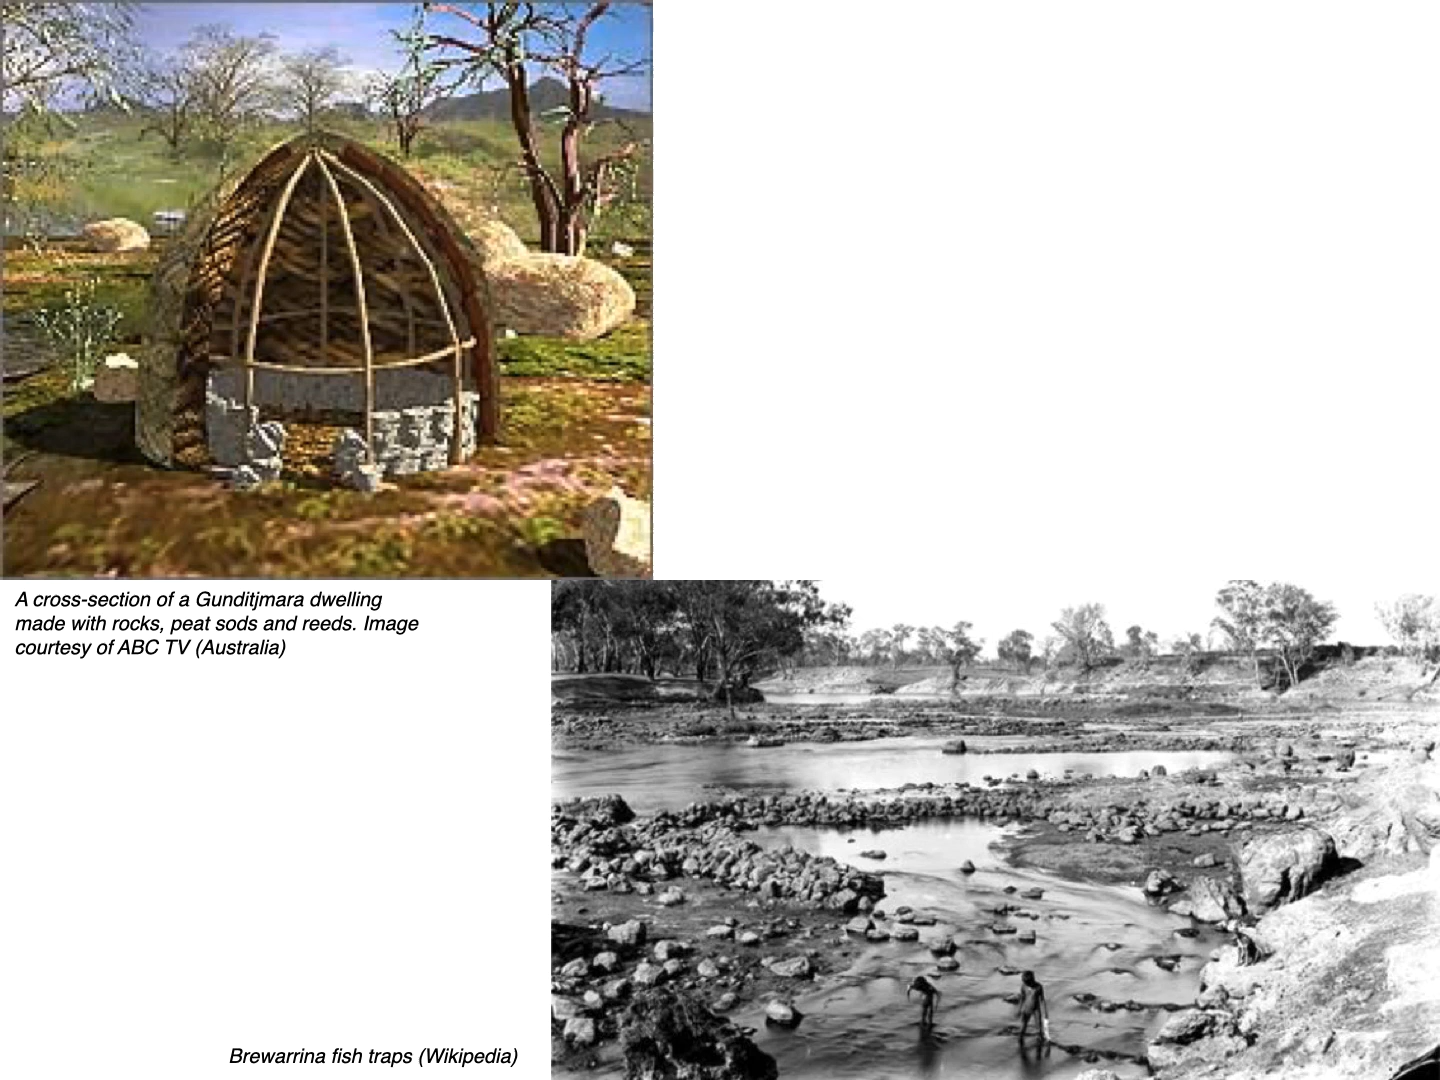 A cross-section of a Gunditjmara dwelling
made with rocks, peat sods and reeds. Image
courtesy of ABC TV (Australia)
Brewarrina fish traps (Wikipedia)